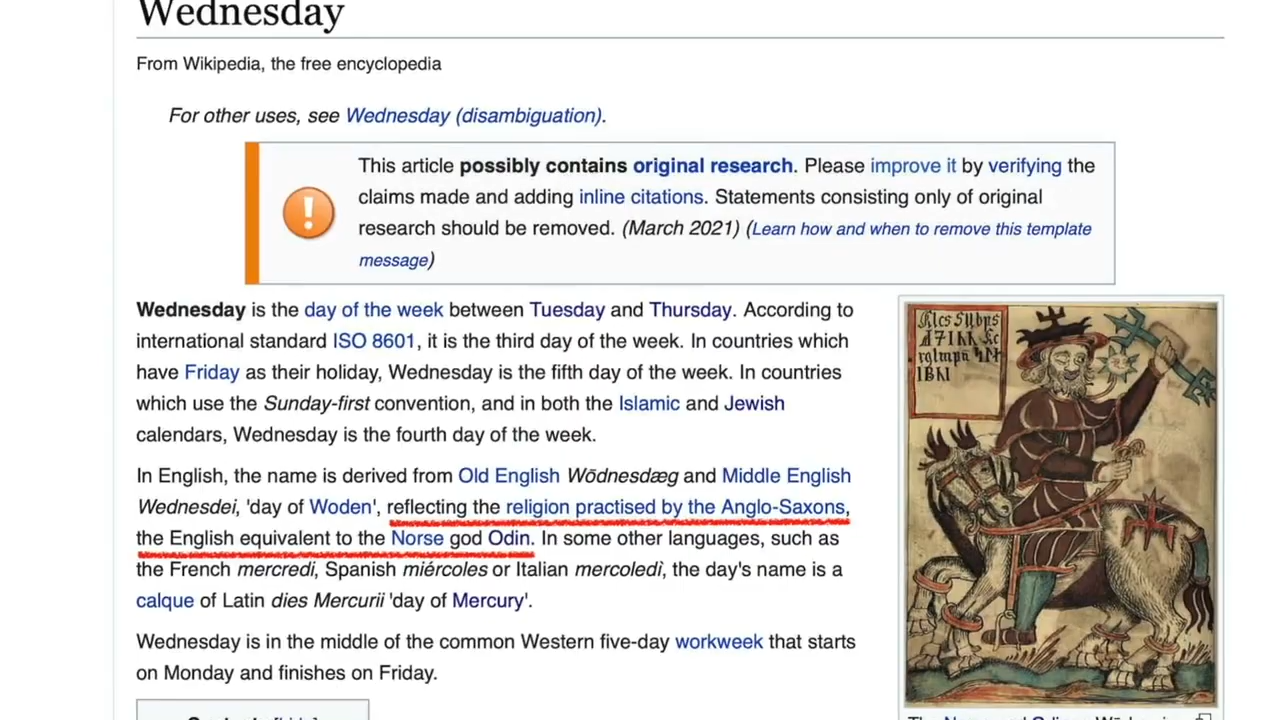 Wednesday
From Wikipedia, the free encyclopedia
For other uses, see Wednesday (disambiguation).
This article possibly contains original research. Please improve it by verifying the
claims made and adding inline citations. Statements consisting only of original
research should be removed. (March 2021) (Learn how and when to remove this template
message)
Wednesday is the day of the week between Tuesday and Thursday. According to
international standard ISO 8601, it is the third day of the week. In countries which
have Friday as their holiday, Wednesday is the fifth day of the week. In countries
which use the Sunday-first convention, and in both the Islamic and Jewish
calendars, Wednesday is the fourth day of the week.
In English, the name is derived from Old English Wōdnesdæg and Middle English
Wednesdei, 'day of Woden', reflecting the religion practised by the Anglo-Saxons,
the English equivalent to the Norse god Odin. In some other languages, such as
the French mercredi, Spanish miércoles or Italian mercoledì, the day's name is a
calque of Latin dies Mercurii 'day of Mercury'.
Wednesday is in the middle of the common Western five-day workweek that starts
on Monday and finishes on Friday.